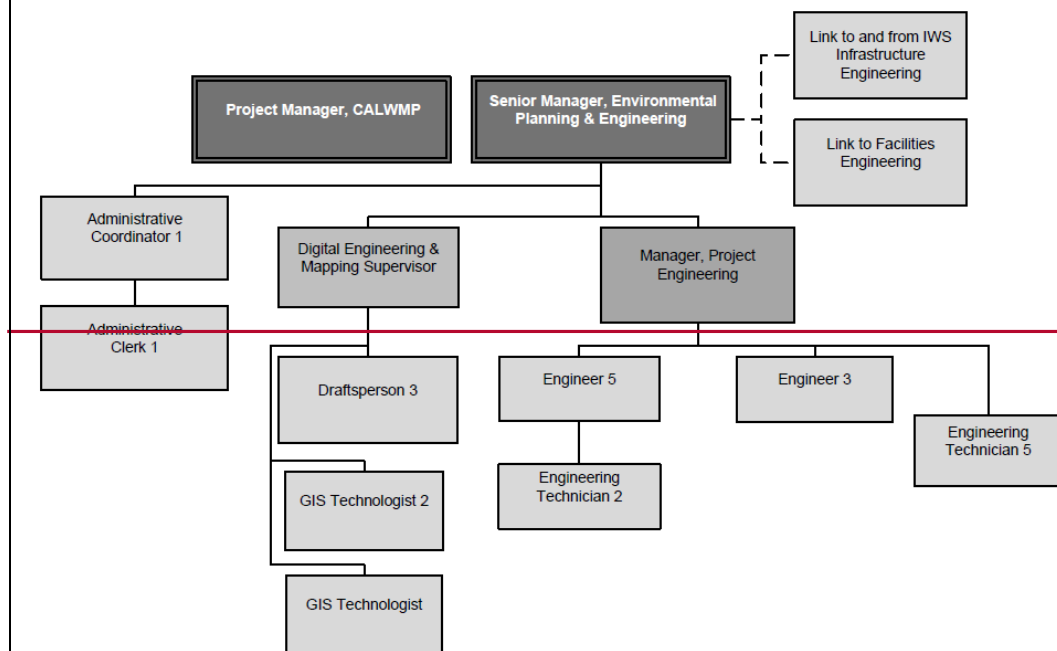 Link to and from IWS
Infrastructure
Engineering
Project Manager, CALWMP
Senior Manager, Environmental
Planning & Engineering
Link to Facilities
Engineering
Administrative
Coordinator 1
Digital Engineering &
Mapping Supervisor
Manager, Project
Engineering
Administrative
Clerk 1
Draftsperson 3
Engineer 5
Engineer 3
Engineering
Technician 5
GIS Technologist 2
Engineering
Technician 2
GIS Technologist